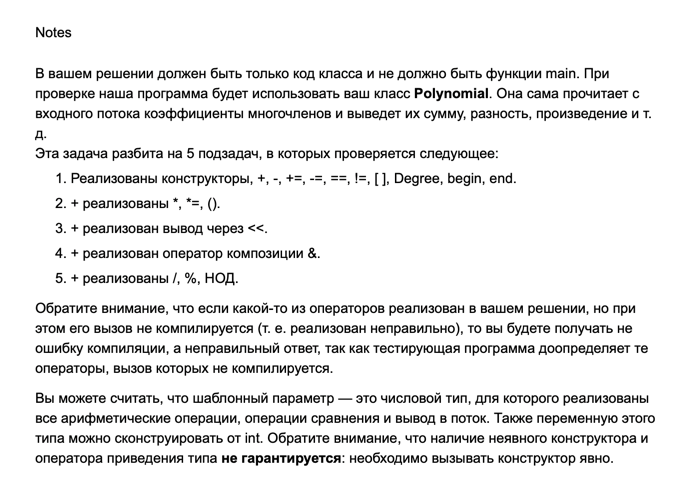 Notes
В вашем решении должен быть только код класса и не должно быть функции main. При
проверке наша программа будет использовать ваш класс Polynomial. Она сама прочитает с
входного потока коэффициенты многочленов и выведет их сумму, разность, произведение и т.
д.
Эта задача разбита на 5 подзадач, в которых проверяется следующее:
1. Реализованы конструкторы, +, -, +=, -=, ==, !=, [ ], Degree, begin, end.
2. + реализованы *, *=, ().
3. + реализован вывод через <<.
4. + реализован оператор композиции &.
5. + реализованы /, %, НОД.
Обратите внимание, что если какой-то из операторов реализован в вашем решении, но при
этом его вызов не компилируется (т. е. реализован неправильно), то вы будете получать не
ошибку компиляции, а неправильный ответ, так как тестирующая программа доопределяет те
операторы, вызов которых не компилируется.
Вы можете считать, что шаблонный параметр — это числовой тип, для которого реализованы
все арифметические операции, операции сравнения и вывод в поток. Также переменную этого
типа можно сконструировать от int. Обратите внимание, что наличие неявного конструктора и
оператора приведения типа не гарантируется: необходимо вызывать конструктор явно.